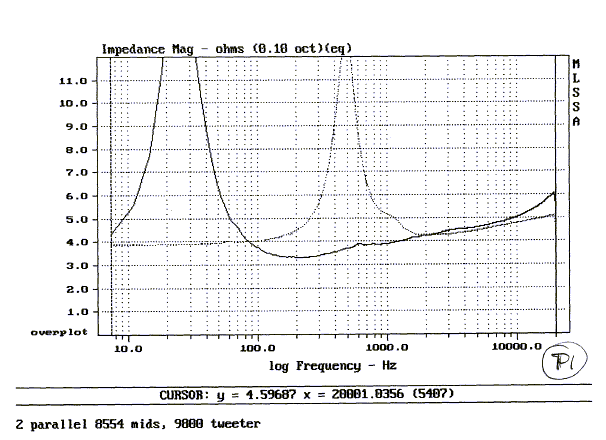 Impedance Mag - ohms (0.10 oct)(eq)
MLSSA
11.0
10.0
9.0
8.0
7.0
6.0
5.0
4.0
3.0
2.0
1.0
overplot
10.0 100.0 1000.0 10000.0
log Frequency - Hz
CURSOR: y = 4.59687 x = 20001.0356 (5407)
2 parallel 8554 mids, 9800 tweeter